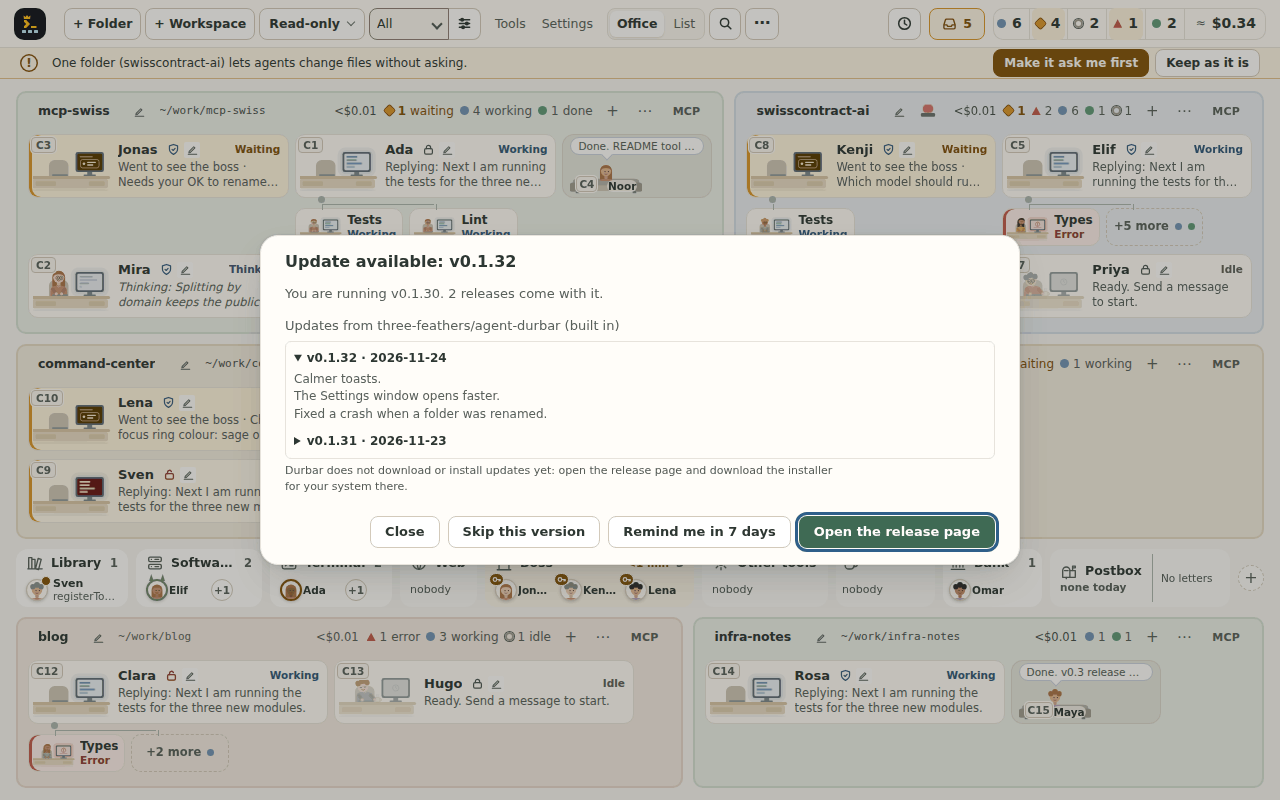 + Folder
+ Workspace
Read-only
All
Tools
Settings
Office
List
5
6
4
2
1
2
≈ $0.34
One folder (swisscontract-ai) lets agents change files without asking.
Make it ask me first
Keep as it is
mcp-swiss
~/work/mcp-swiss
<$0.01
1 waiting
4 working
1 done
+
MCP
C3
Jonas
Waiting
Went to see the boss ·
Needs your OK to rename…
C1
Ada
Working
Replying: Next I am running
the tests for the three ne…
Done. README tool …
C4
Noor
Tests
Working
Lint
Working
C2
Mira
Think
Thinking: Splitting by
domain keeps the public
swisscontract-ai
<$0.01
1
2
6
1
1
+
MCP
C8
Kenji
Waiting
Went to see the boss ·
Which model should ru…
C5
Elif
Working
Replying: Next I am
running the tests for th…
Tests
Working
Types
Error
+5 more
7
Priya
Idle
Ready. Send a message
to start.
Update available: v0.1.32
You are running v0.1.30. 2 releases come with it.
Updates from three-feathers/agent-durbar (built in)
v0.1.32 · 2026-11-24
Calmer toasts.
The Settings window opens faster.
Fixed a crash when a folder was renamed.
v0.1.31 · 2026-11-23
Durbar does not download or install updates yet: open the release page and download the installer
for your system there.
Close
Skip this version
Remind me in 7 days
Open the release page
command-center
~/work/co
aiting
1 working
+
MCP
C10
Lena
Went to see the boss · Cl
focus ring colour: sage o
C9
Sven
Replying: Next I am runn
tests for the three new m
Library
1
Sven
registerTo…
Softwa…
2
Elif
+1
Ada
+1
nobody
Jon…
Ken…
Lena
nobody
nobody
1
Omar
Postbox
none today
No letters
+
blog
~/work/blog
<$0.01
1 error
3 working
1 idle
+
MCP
C12
Clara
Working
Replying: Next I am running the
tests for the three new modules.
C13
Hugo
Idle
Ready. Send a message to start.
Types
Error
+2 more
infra-notes
~/work/infra-notes
<$0.01
1
1
+
MCP
C14
Rosa
Working
Replying: Next I am running the
tests for the three new modules.
Done. v0.3 release …
C15
Maya